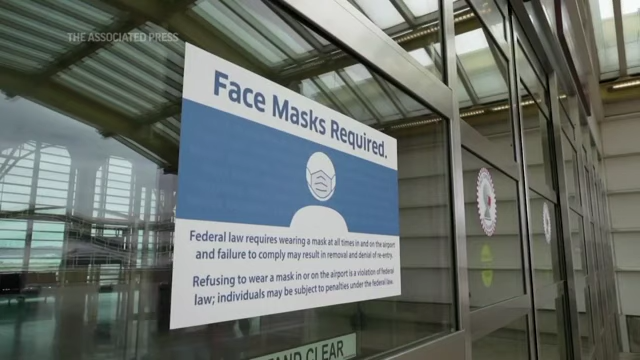 THE ASSOCIATED PRESS
Face Masks Required.
Federal law requires wearing a mask at all times in and on the airport
and failure to comply may result in removal and denial of re-entry.
Refusing to wear a mask in or on the airport is a violation of federal
law; individuals may be subject to penalties under the federal law.
AND CLEAR